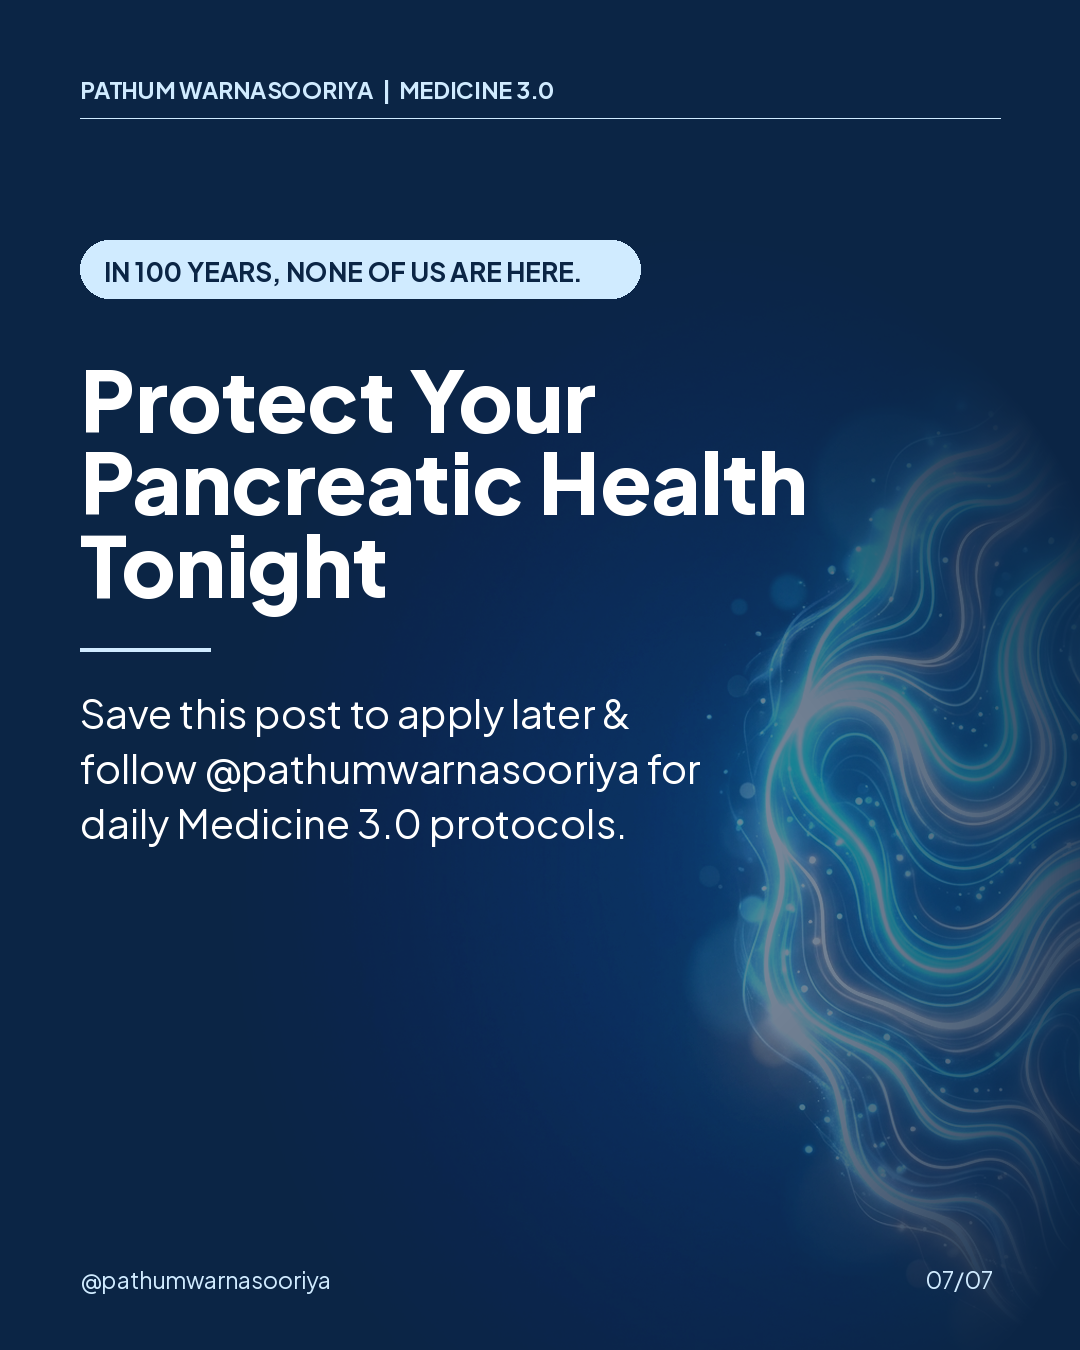 PATHUM WARNASOORIYA | MEDICINE 3.0
IN 100 YEARS, NONE OF US ARE HERE.
Protect Your
Pancreatic Health
Tonight
Save this post to apply later &
follow @pathumwarnasooriya for
daily Medicine 3.0 protocols.
@pathumwarnasooriya
07/07